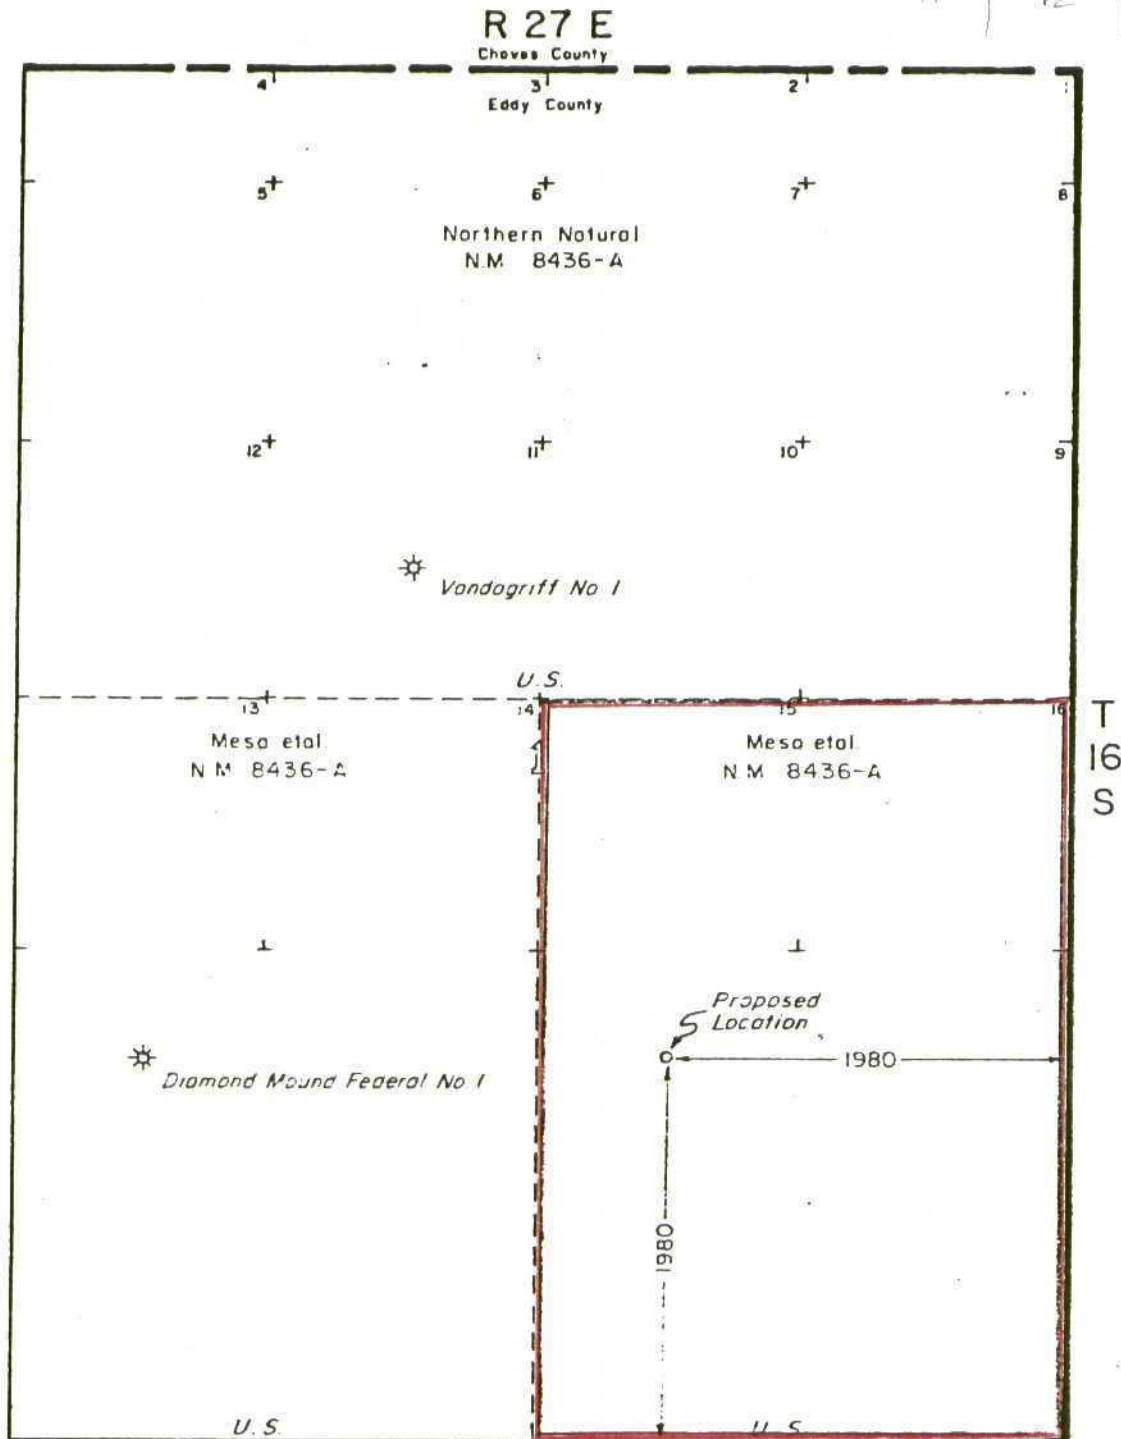 R 27 E
Chaves County
4 3 2 1
Eddy County
5 6 7 8
Northern Natural
N.M. 8436-A
12 11 10 9
Vandagriff No 1
U.S.
13 14 15 16
T
16
S
Mesa etal
N M 8436-A
Mesa etal
N M 8436-A
Proposed
Location
1980
Diamond Mound Federal No 1
1980
U.S.
U.S.